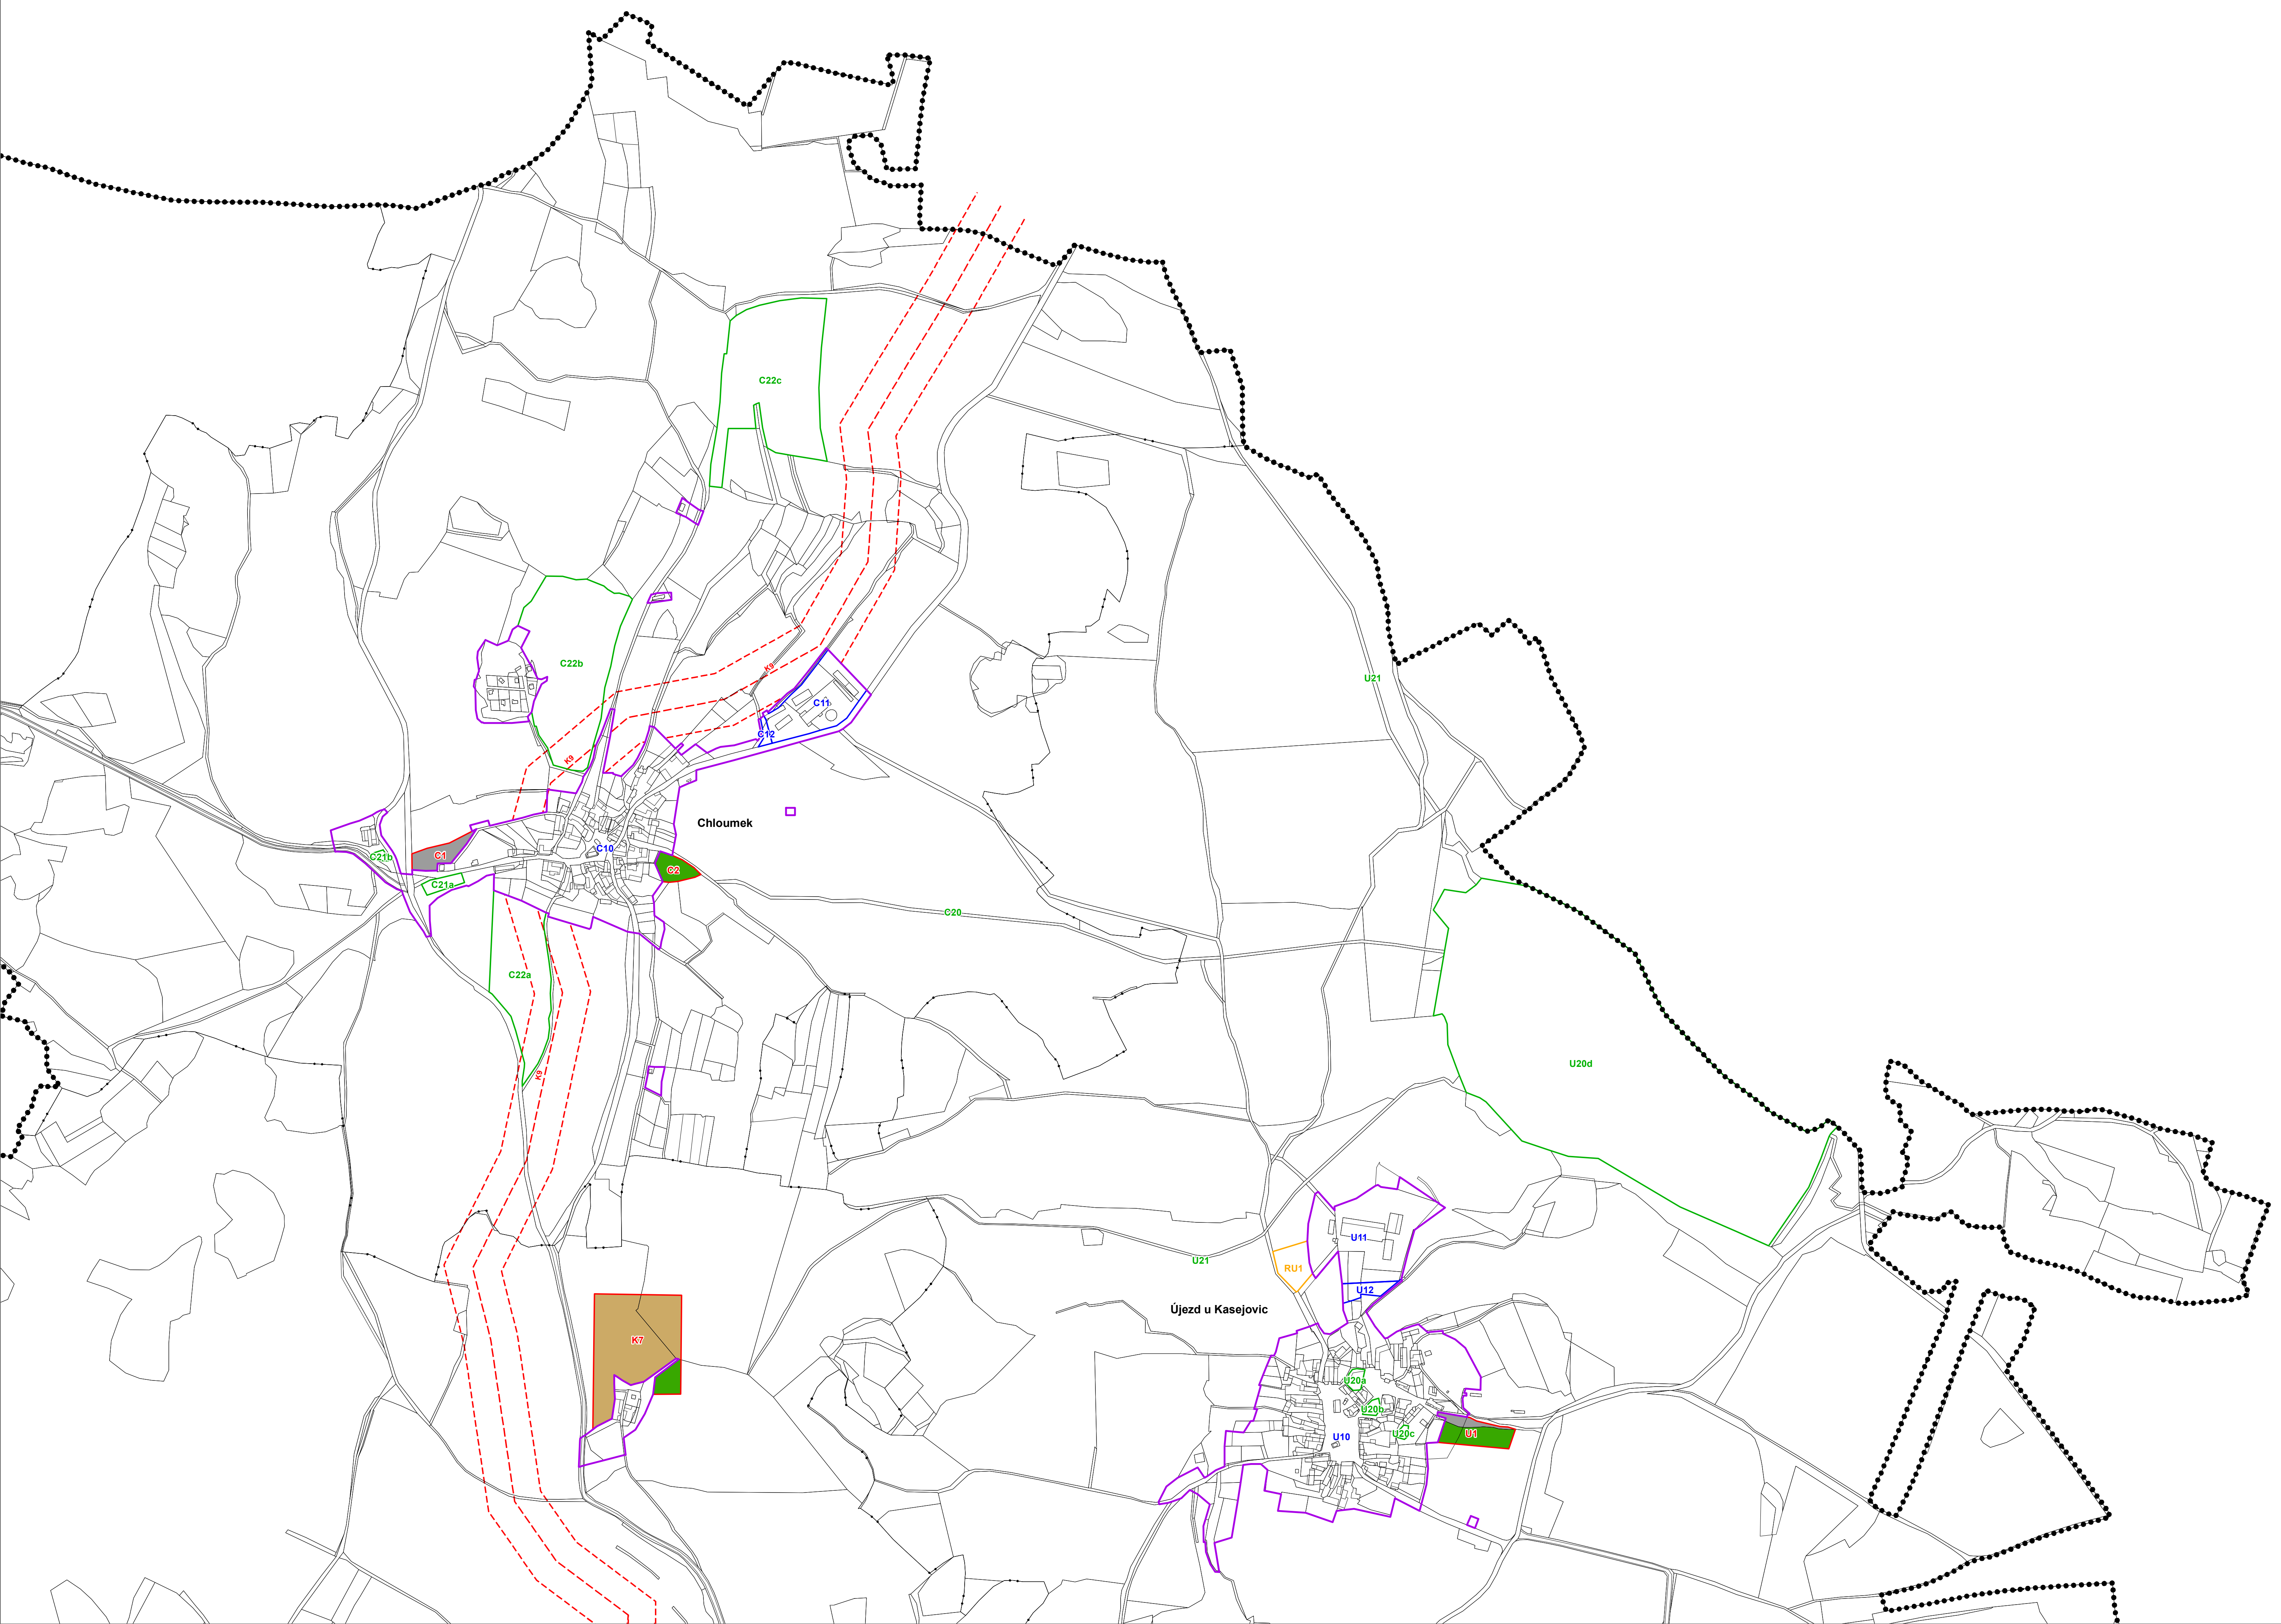 C22c
C22b
U21
K9
C11
C12
K9
Chloumek
C10
C1
C21b
C2
C21a
C20
C22a
U20d
K9
U11
U21
RU1
U12
Újezd u Kasejovic
K7
U20a
U20b
U20c
U10
U1